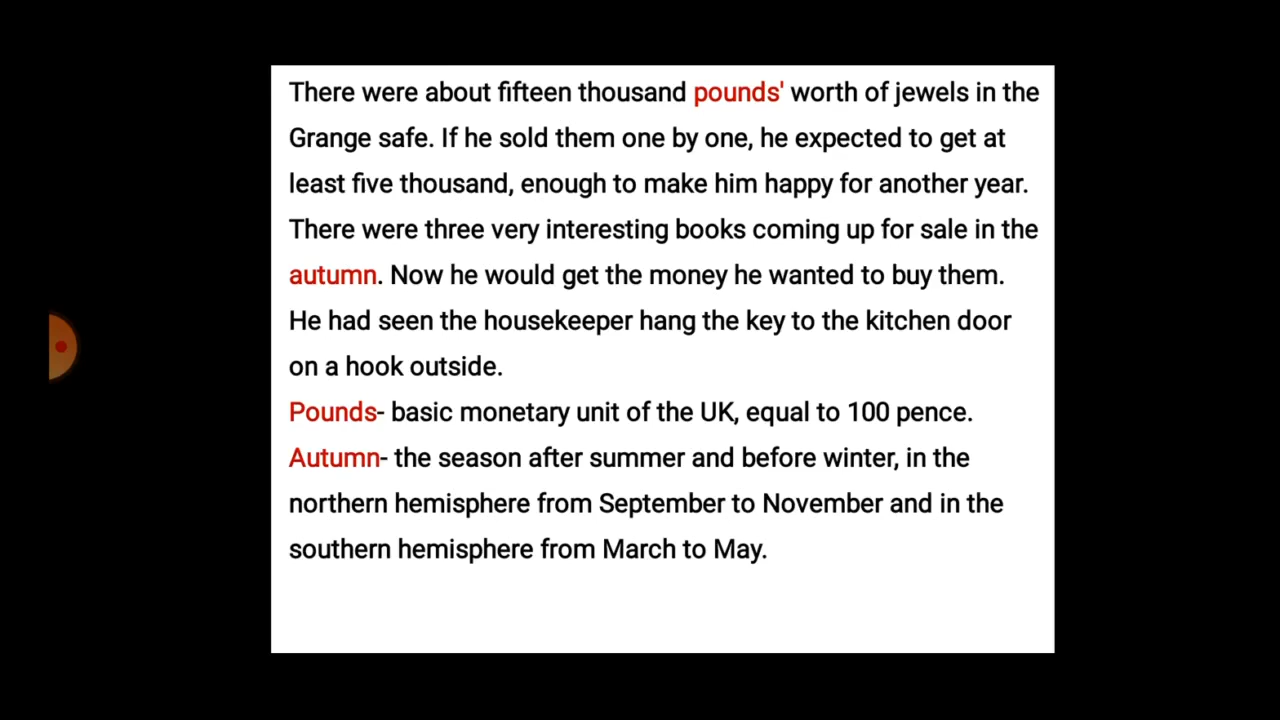 There were about fifteen thousand pounds' worth of jewels in the
Grange safe. If he sold them one by one, he expected to get at
least five thousand, enough to make him happy for another year.
There were three very interesting books coming up for sale in the
autumn. Now he would get the money he wanted to buy them.
He had seen the housekeeper hang the key to the kitchen door
on a hook outside.
Pounds- basic monetary unit of the UK, equal to 100 pence.
Autumn- the season after summer and before winter, in the
northern hemisphere from September to November and in the
southern hemisphere from March to May.